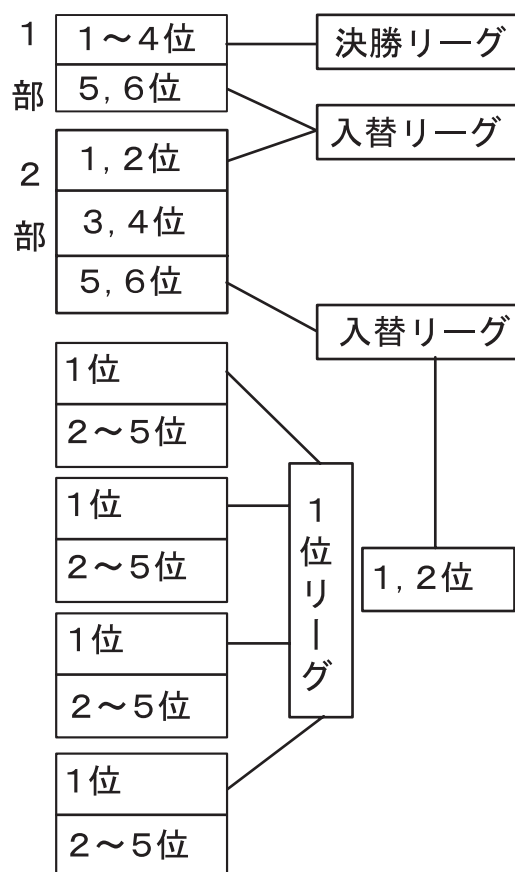 1部
1～4位
決勝リーグ
5,6位
入替リーグ
2部
1,2位
3,4位
5,6位
入替リーグ
1位
2～5位
1位
2～5位
1位リーグ
1,2位
1位
2～5位
1位
2～5位